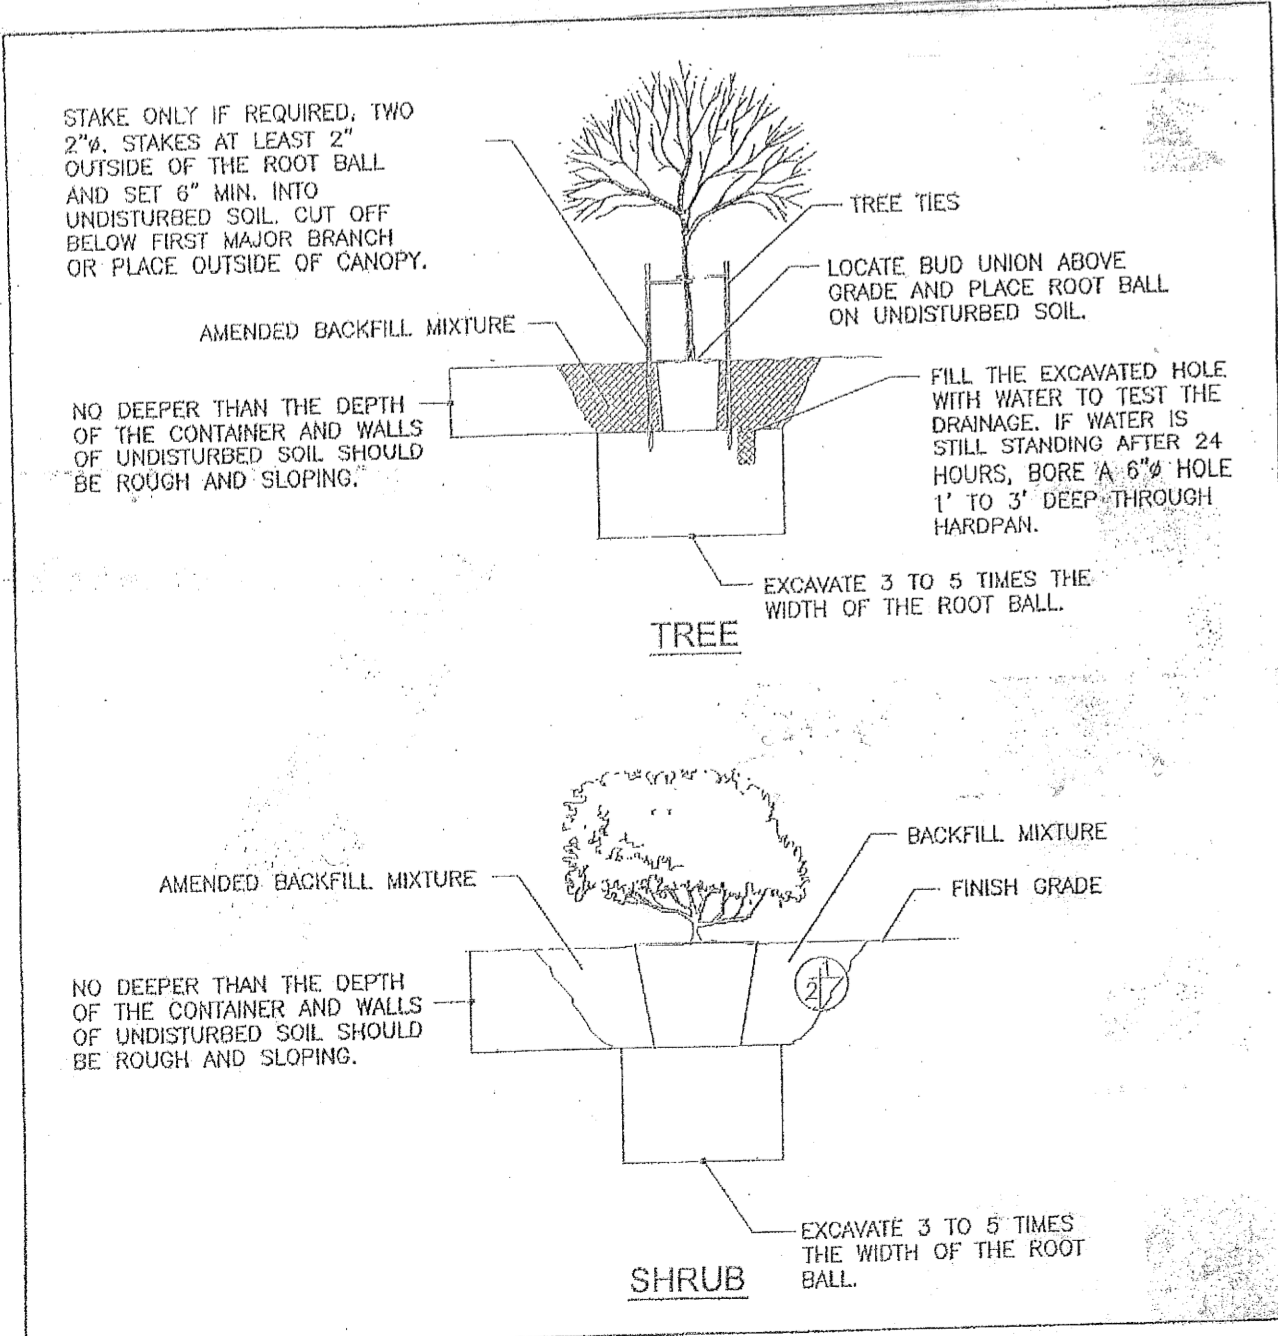 STAKE ONLY IF REQUIRED, TWO
2"ø. STAKES AT LEAST 2"
OUTSIDE OF THE ROOT BALL
AND SET 6" MIN. INTO
UNDISTURBED SOIL. CUT OFF
BELOW FIRST MAJOR BRANCH
OR PLACE OUTSIDE OF CANOPY.
TREE TIES
LOCATE BUD UNION ABOVE
GRADE AND PLACE ROOT BALL
ON UNDISTURBED SOIL.
AMENDED BACKFILL MIXTURE
NO DEEPER THAN THE DEPTH
OF THE CONTAINER AND WALLS
OF UNDISTURBED SOIL SHOULD
BE ROUGH AND SLOPING.
FILL THE EXCAVATED HOLE
WITH WATER TO TEST THE
DRAINAGE. IF WATER IS
STILL STANDING AFTER 24
HOURS, BORE A 6"ø HOLE
1' TO 3' DEEP THROUGH
HARDPAN.
EXCAVATE 3 TO 5 TIMES THE
WIDTH OF THE ROOT BALL.
TREE
BACKFILL MIXTURE
AMENDED BACKFILL MIXTURE
FINISH GRADE
NO DEEPER THAN THE DEPTH
OF THE CONTAINER AND WALLS
OF UNDISTURBED SOIL SHOULD
BE ROUGH AND SLOPING.
2
EXCAVATE 3 TO 5 TIMES
THE WIDTH OF THE ROOT
BALL.
SHRUB